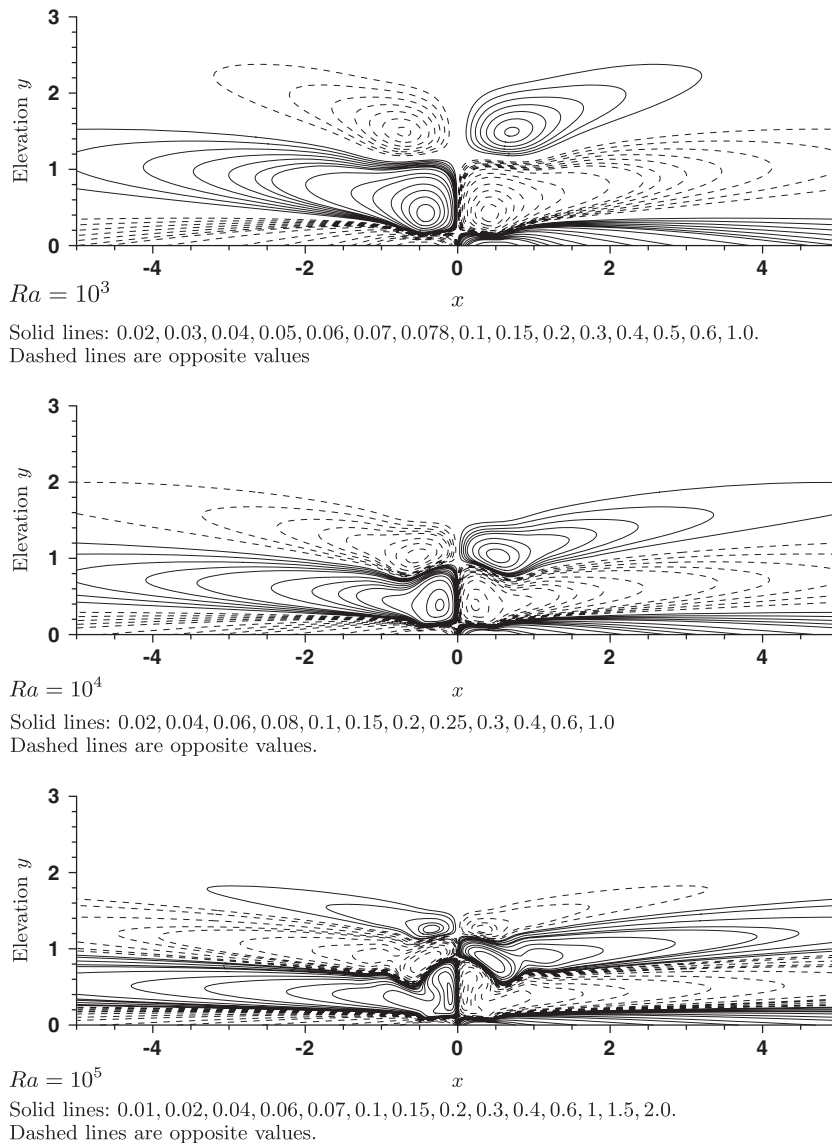 3
2
1
0
Elevation y
-4 -2 0 2 4
x
Ra = 10³
Solid lines: 0.02, 0.03, 0.04, 0.05, 0.06, 0.07, 0.078, 0.1, 0.15, 0.2, 0.3, 0.4, 0.5, 0.6, 1.0.
Dashed lines are opposite values
3
2
1
0
Elevation y
-4 -2 0 2 4
x
Ra = 10⁴
Solid lines: 0.02, 0.04, 0.06, 0.08, 0.1, 0.15, 0.2, 0.25, 0.3, 0.4, 0.6, 1.0
Dashed lines are opposite values.
3
2
1
0
Elevation y
-4 -2 0 2 4
x
Ra = 10⁵
Solid lines: 0.01, 0.02, 0.04, 0.06, 0.07, 0.1, 0.15, 0.2, 0.3, 0.4, 0.6, 1, 1.5, 2.0.
Dashed lines are opposite values.